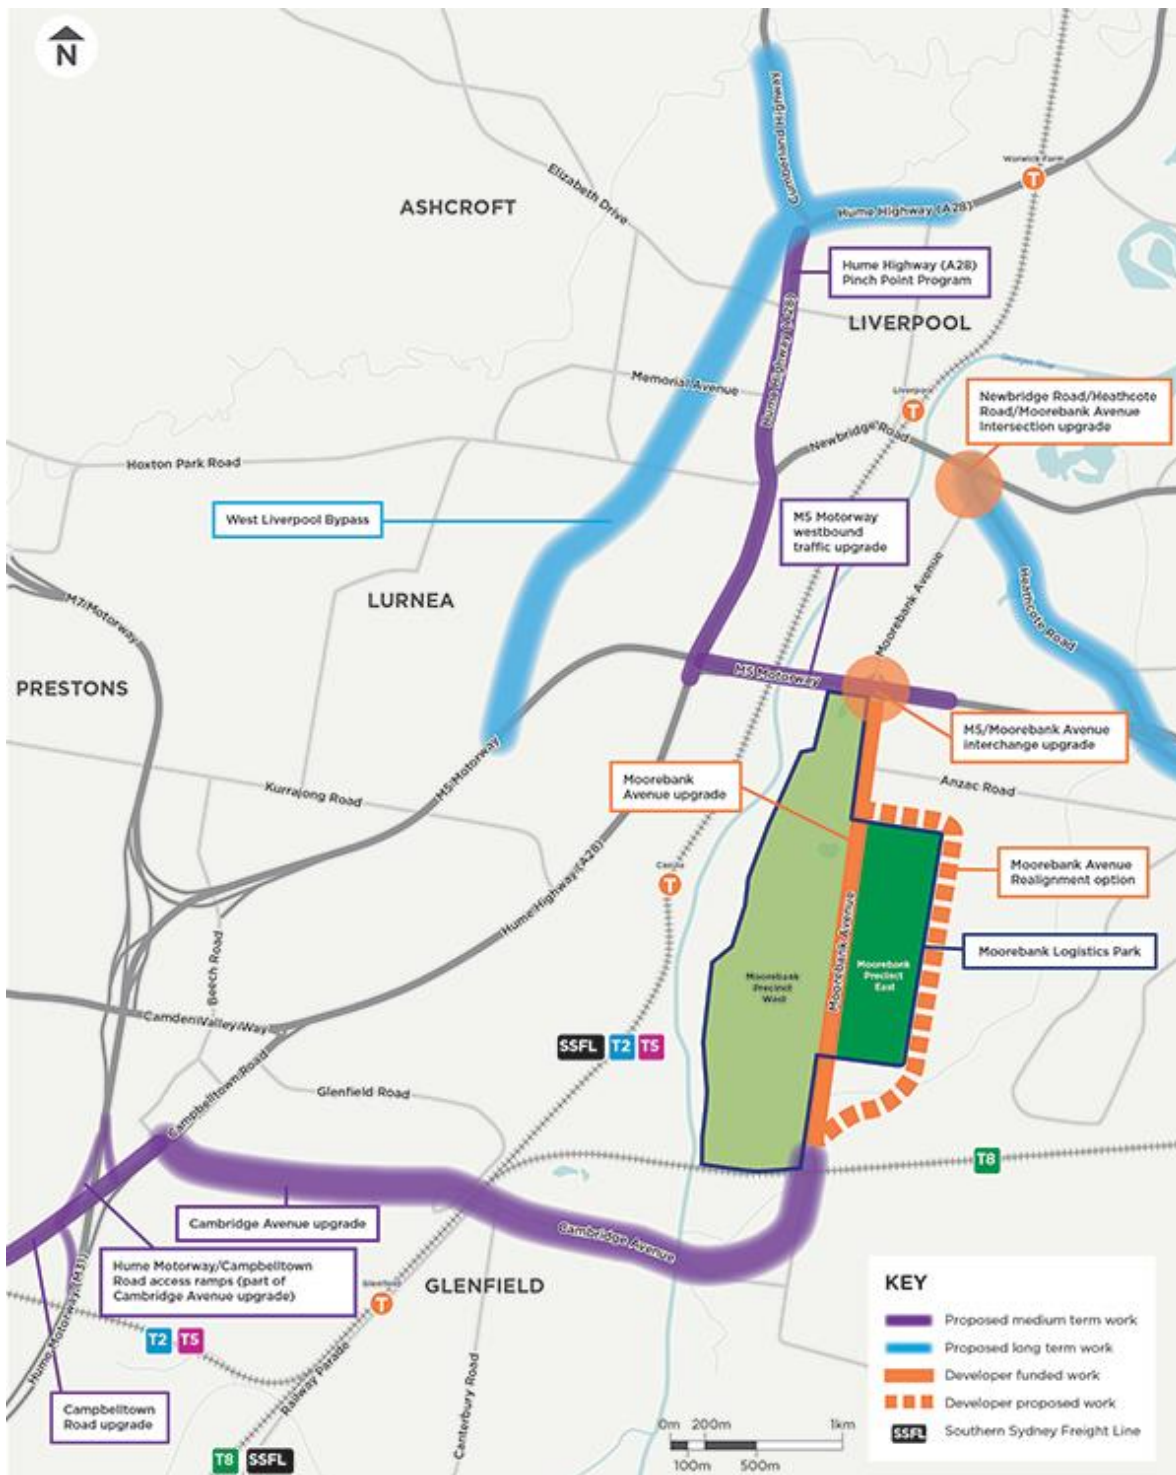 N
Cumberland Highway
Warwick Farm
T
Elizabeth Drive
ASHCROFT
Hume Highway (A28)
Hume Highway (A28)
Pinch Point Program
LIVERPOOL
Hume Highway (A28)
Georges River
Memorial Avenue
Liverpool
T
Newbridge Road/Heathcote
Road/Moorebank Avenue
Intersection upgrade
Newbridge Road
Hoxton Park Road
West Liverpool Bypass
M5 Motorway
westbound
traffic upgrade
M7 Motorway
LURNEA
Moorebank Avenue
Heathcote Road
PRESTONS
M5 Motorway
M5/Moorebank Avenue
interchange upgrade
M5 Motorway
Kurrajong Road
Moorebank
Avenue upgrade
Anzac Road
Hume Highway (A28)
Casula
T
Moorebank Avenue
Realignment option
Beech Road
Moorebank Avenue
Moorebank Logistics Park
Moorebank
Precinct
West
Moorebank
Precinct
East
Camden Valley Way
SSFL T2 T5
Campbelltown Road
Glenfield Road
T8
Cambridge Avenue upgrade
Cambridge Avenue
Hume Motorway/Campbelltown
Road access ramps (part of
Cambridge Avenue upgrade)
GLENFIELD
Glenfield
T
Hume Motorway (M31)
T2 T5
Railway Parade
Canterbury Road
Campbelltown
Road upgrade
T8 SSFL
KEY
Proposed medium term work
Proposed long term work
Developer funded work
Developer proposed work
SSFL Southern Sydney Freight Line
0m 200m 1km
100m 500m